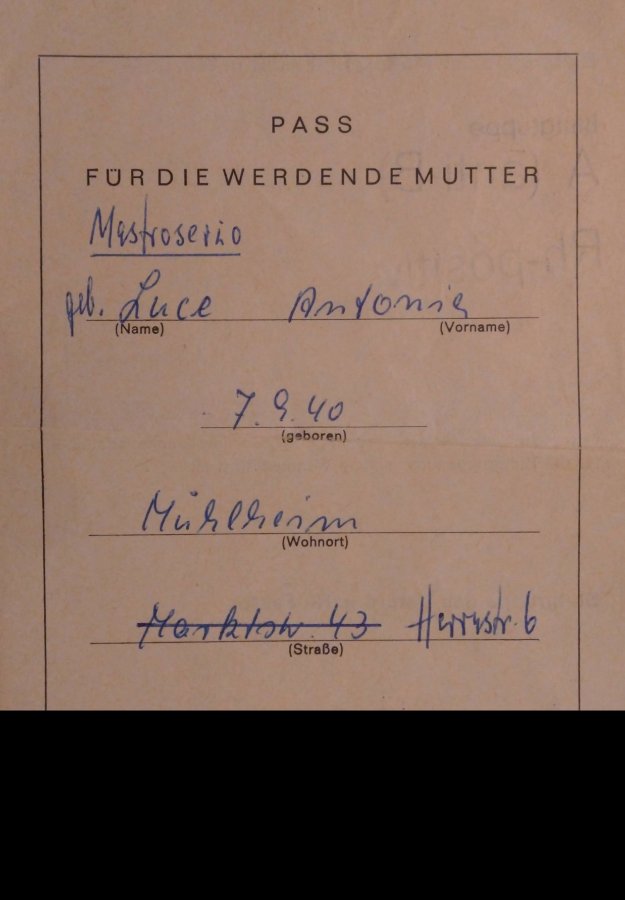 PASS
FÜR DIE WERDENDE MUTTER
Mastroserio
geb. Luce Antonia
(Name) (Vorname)
7.9.40
(geboren)
Mühlheim
(Wohnort)
Marktstr. 43 Herrnstr. 6
(Straße)